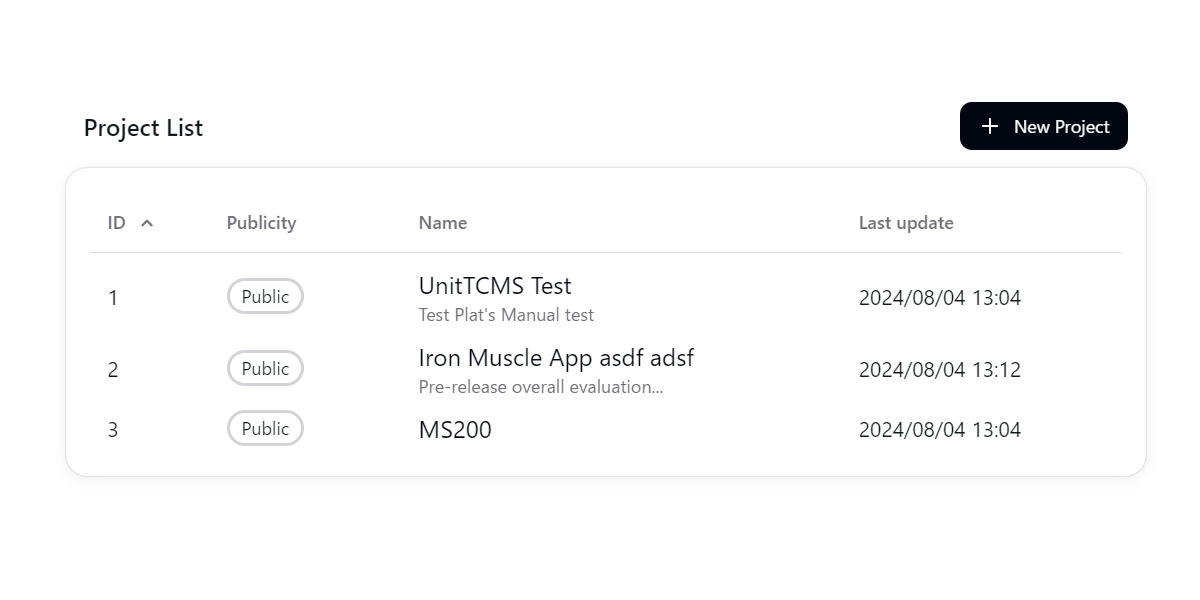 Project List
+ New Project
ID Publicity Name Last update
1 Public UnitTCMS Test 2024/08/04 13:04
Test Plat's Manual test
2 Public Iron Muscle App asdf adsf 2024/08/04 13:12
Pre-release overall evaluation...
3 Public MS200 2024/08/04 13:04